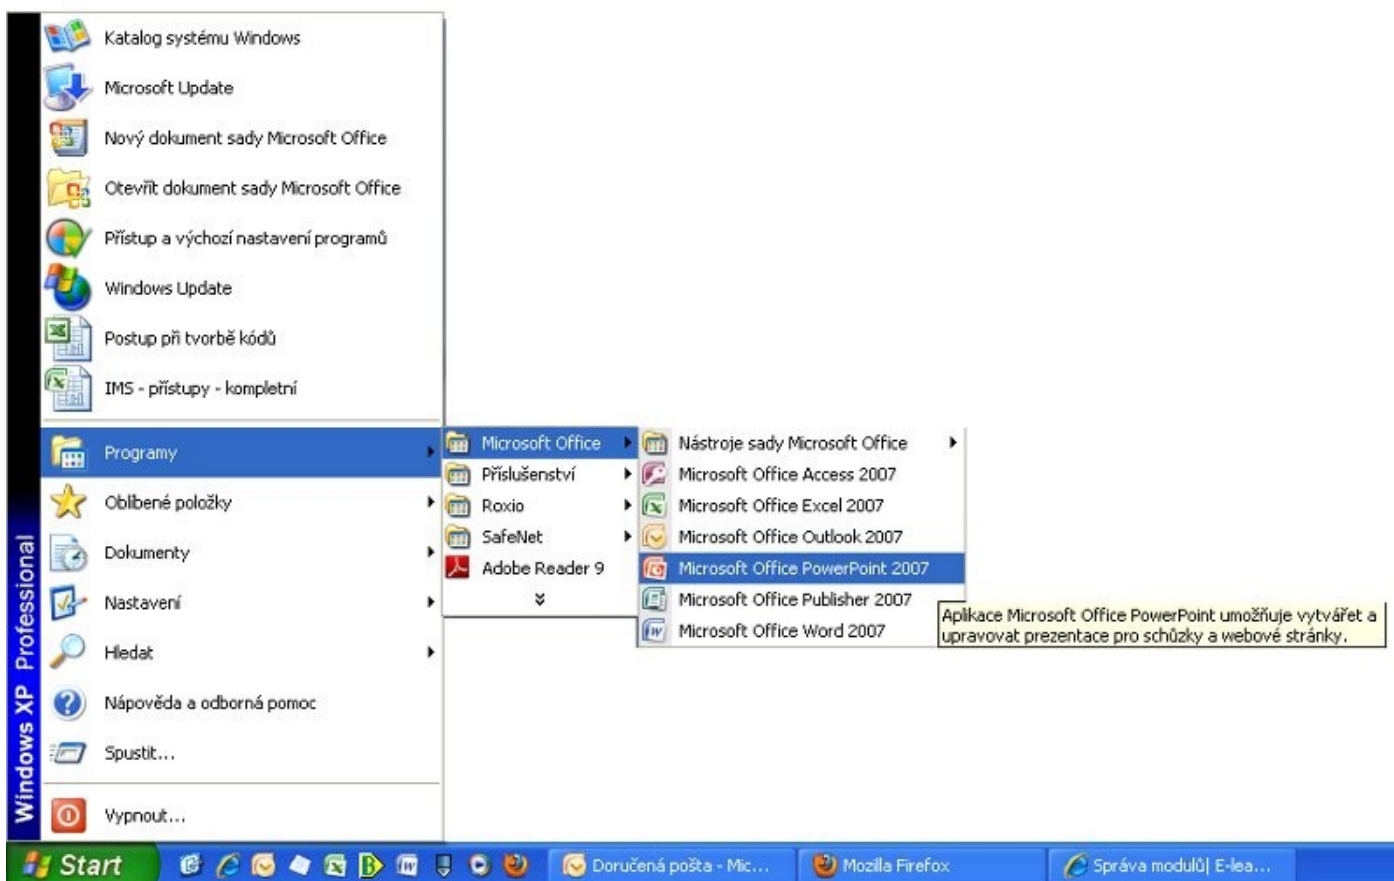 Katalog systému Windows
Microsoft Update
Nový dokument sady Microsoft Office
Otevřít dokument sady Microsoft Office
Přístup a výchozí nastavení programů
Windows Update
Postup při tvorbě kódů
IMS - přístupy - kompletní
Programy
Oblíbené položky
Dokumenty
Nastavení
Hledat
Nápověda a odborná pomoc
Spustit...
Vypnout...
Windows XP Professional
Microsoft Office
Příslušenství
Roxio
SafeNet
Adobe Reader 9
Nástroje sady Microsoft Office
Microsoft Office Access 2007
Microsoft Office Excel 2007
Microsoft Office Outlook 2007
Microsoft Office PowerPoint 2007
Microsoft Office Publisher 2007
Microsoft Office Word 2007
Aplikace Microsoft Office PowerPoint umožňuje vytvářet a
upravovat prezentace pro schůzky a webové stránky.
Start
Doručená pošta - Mic...
Mozilla Firefox
Správa modulů| E-lea...